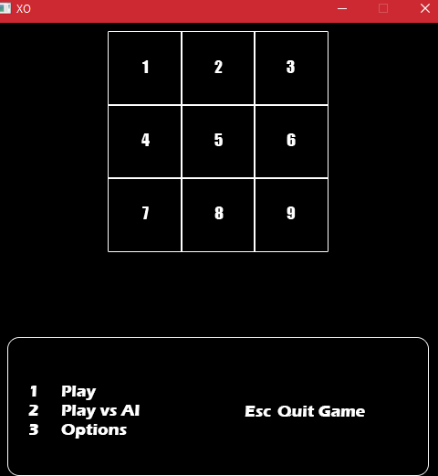 XO
1 2 3
4 5 6
7 8 9
1 Play
2 Play vs AI
3 Options
Esc Quit Game